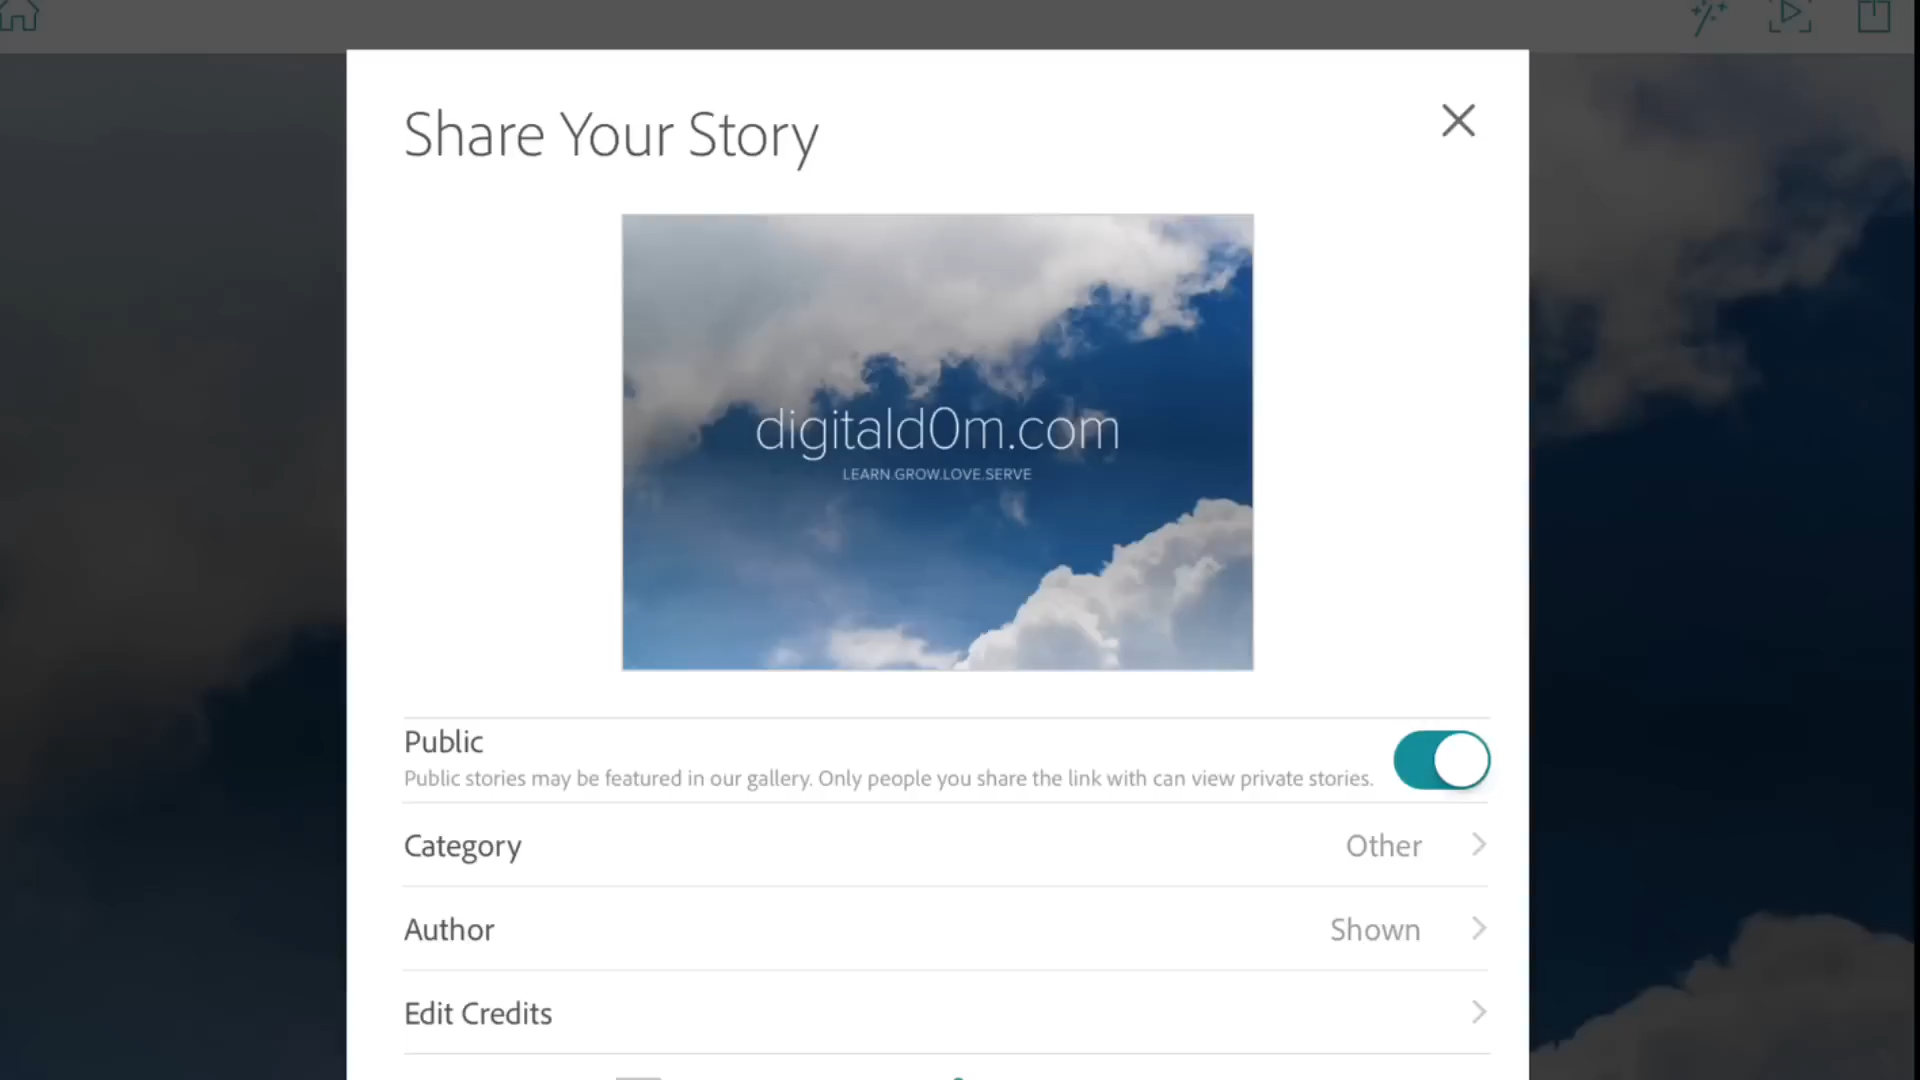 Share Your Story
digitald0m.com
LEARN.GROW.LOVE.SERVE
Public
Public stories may be featured in our gallery. Only people you share the link with can view private stories.
Category
Other
Author
Shown
Edit Credits